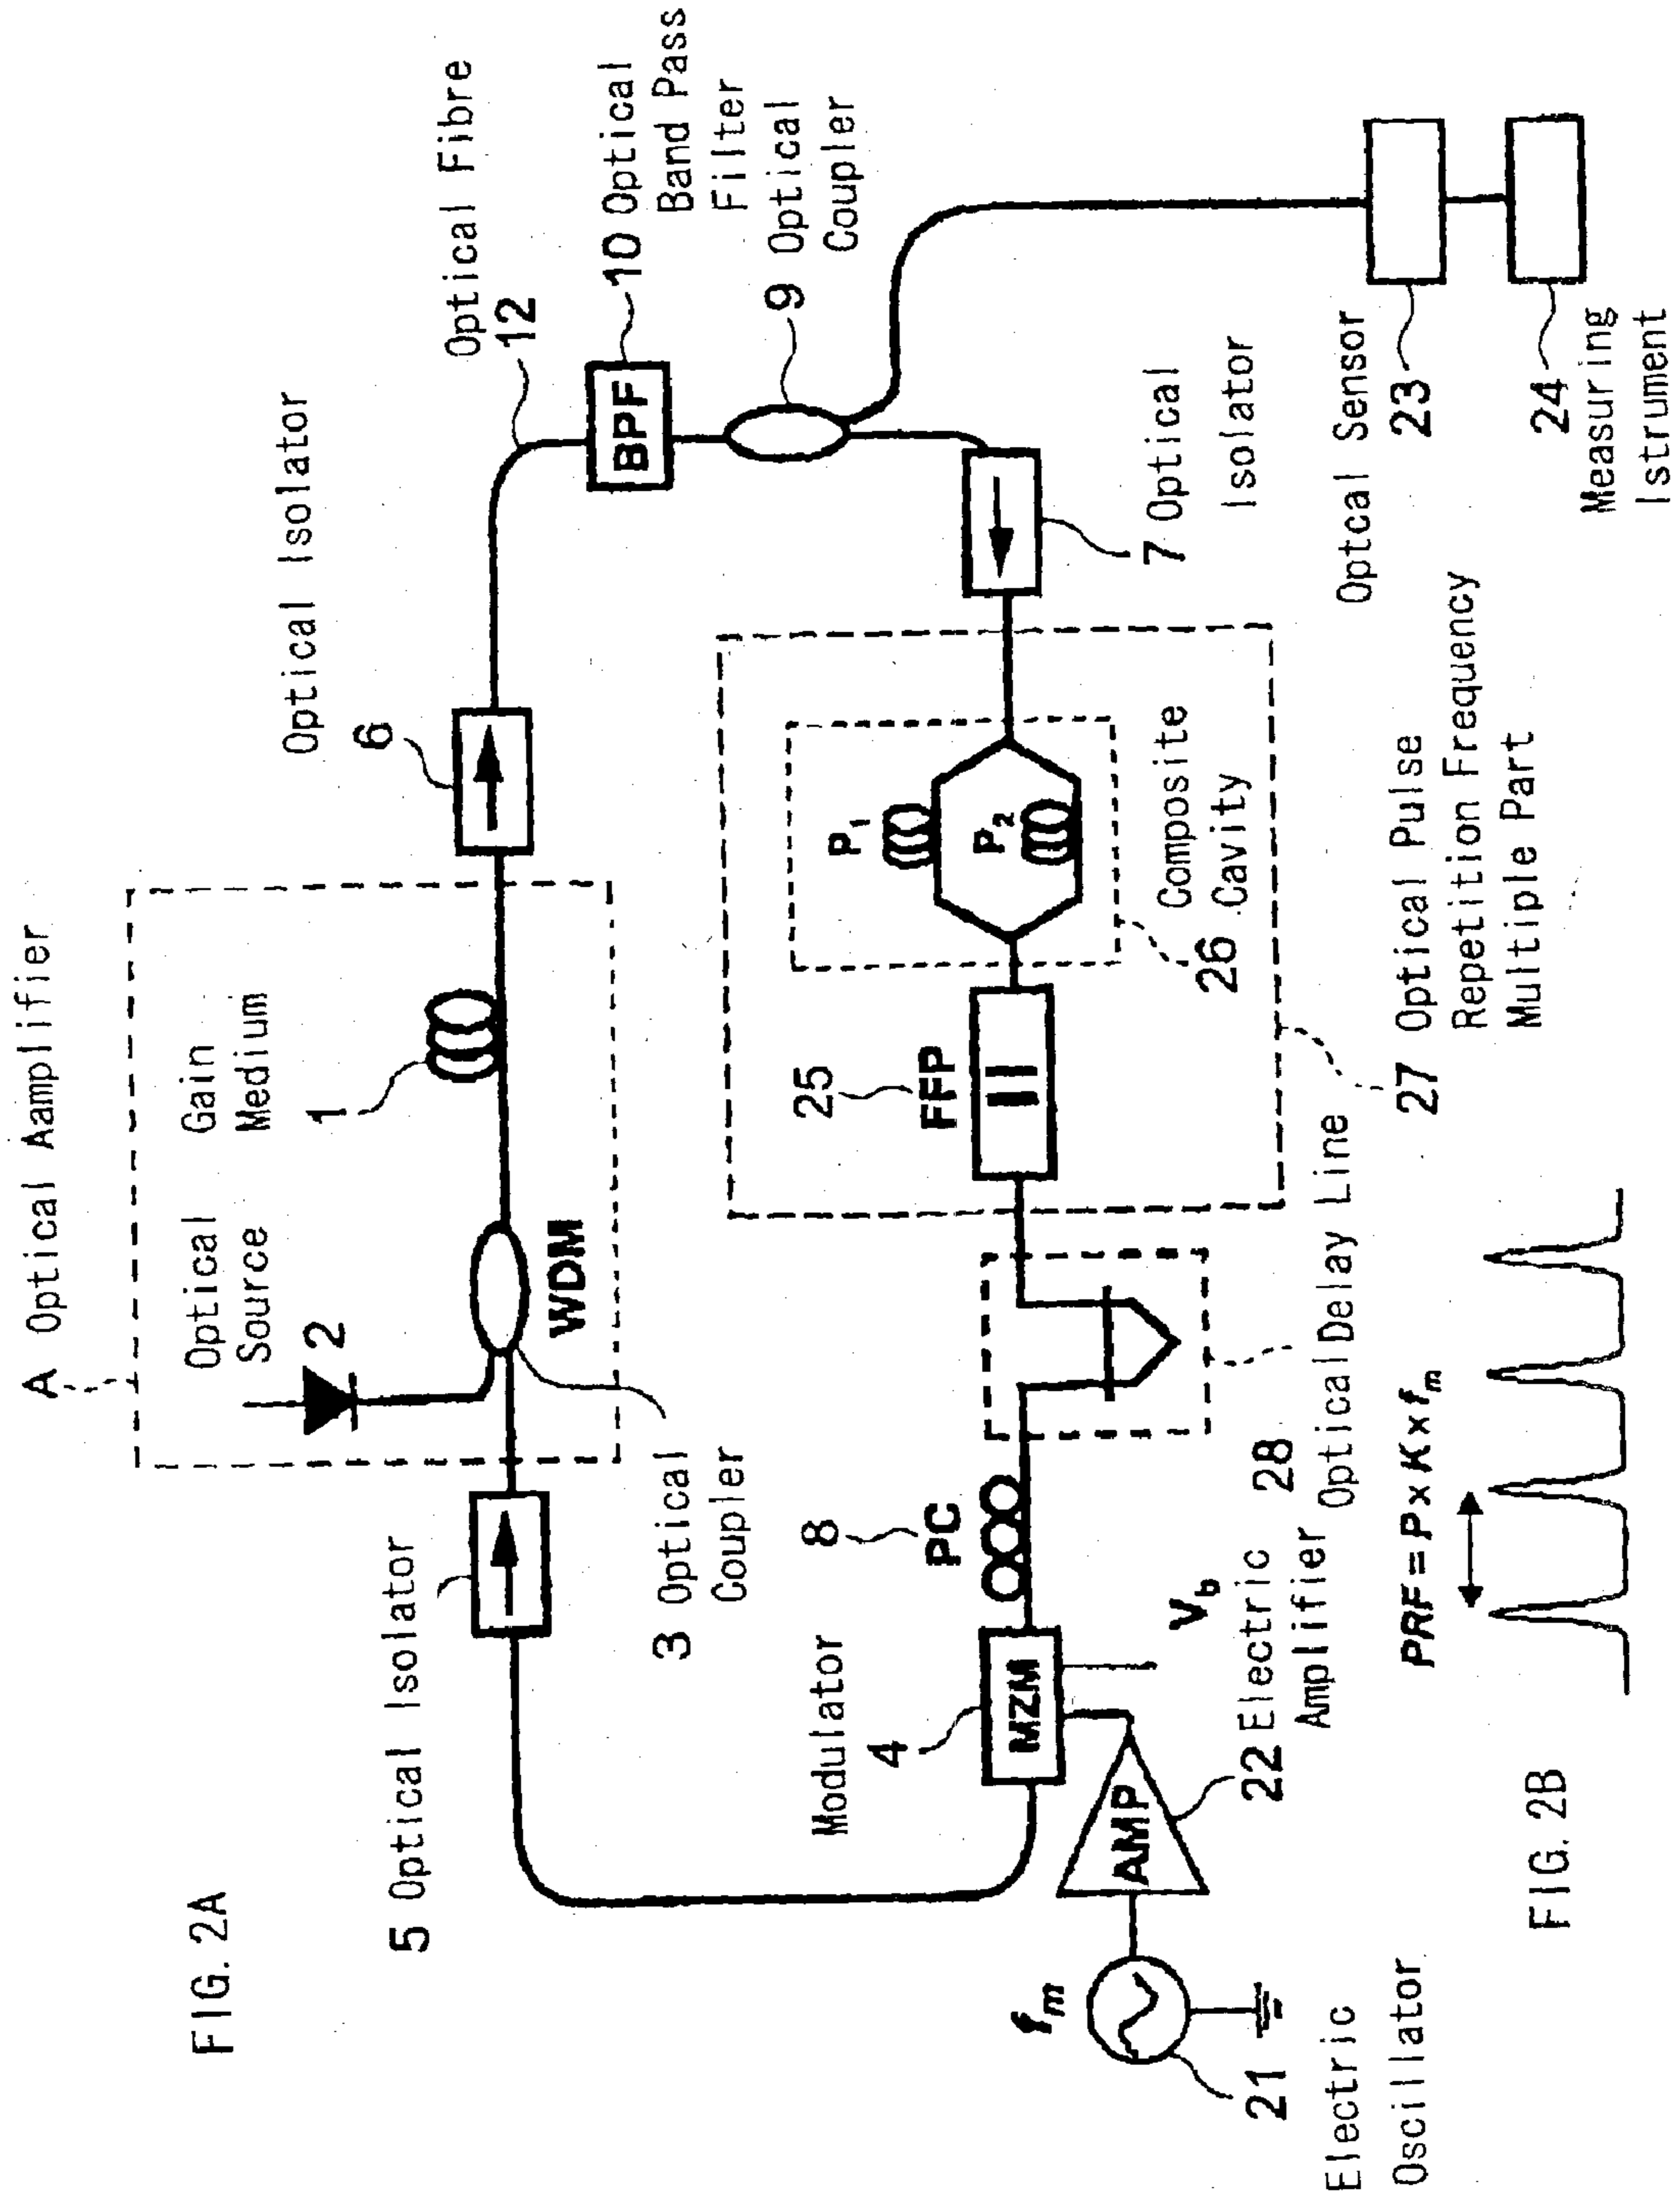 FIG. 2A
A Optical Aamplifier
Optical
Source
2
Gain
Medium
1
WDM
3 Optical
Coupler
5 Optical Isolator
Optical Isolator
6
Optical Fibre
12
BPF
10 Optical
Band Pass
Filter
9 Optical
Coupler
7 Optical
Isolator
Optcal Sensor
23
24
Measuring
Istrument
P1
P2
Composite
26 Cavity
25
FFP
27 Optical Pulse
Repetition Frequency
Multiple Part
28
Optical Delay Line
8
PC
Modulator
4
MZM
Vb
22 Electric
Amplifier
AMP
fm
21
Electric
Oscillator
PRF=P×K×fm
FIG. 2B